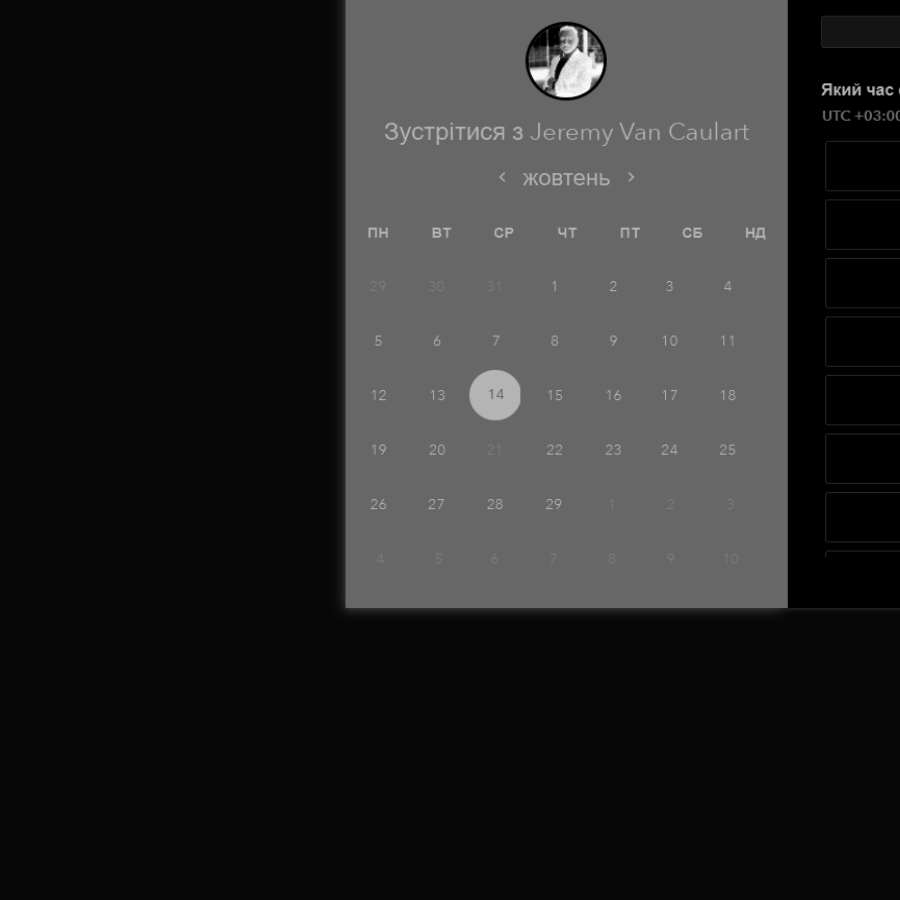 Зустрітися з Jeremy Van Caulart
‹ жовтень ›
ПН ВТ СР ЧТ ПТ СБ НД
29 30 31 1 2 3 4
5 6 7 8 9 10 11
12 13 14 15 16 17 18
19 20 21 22 23 24 25
26 27 28 29 1 2 3
4 5 6 7 8 9 10
Який час
UTC +03:00